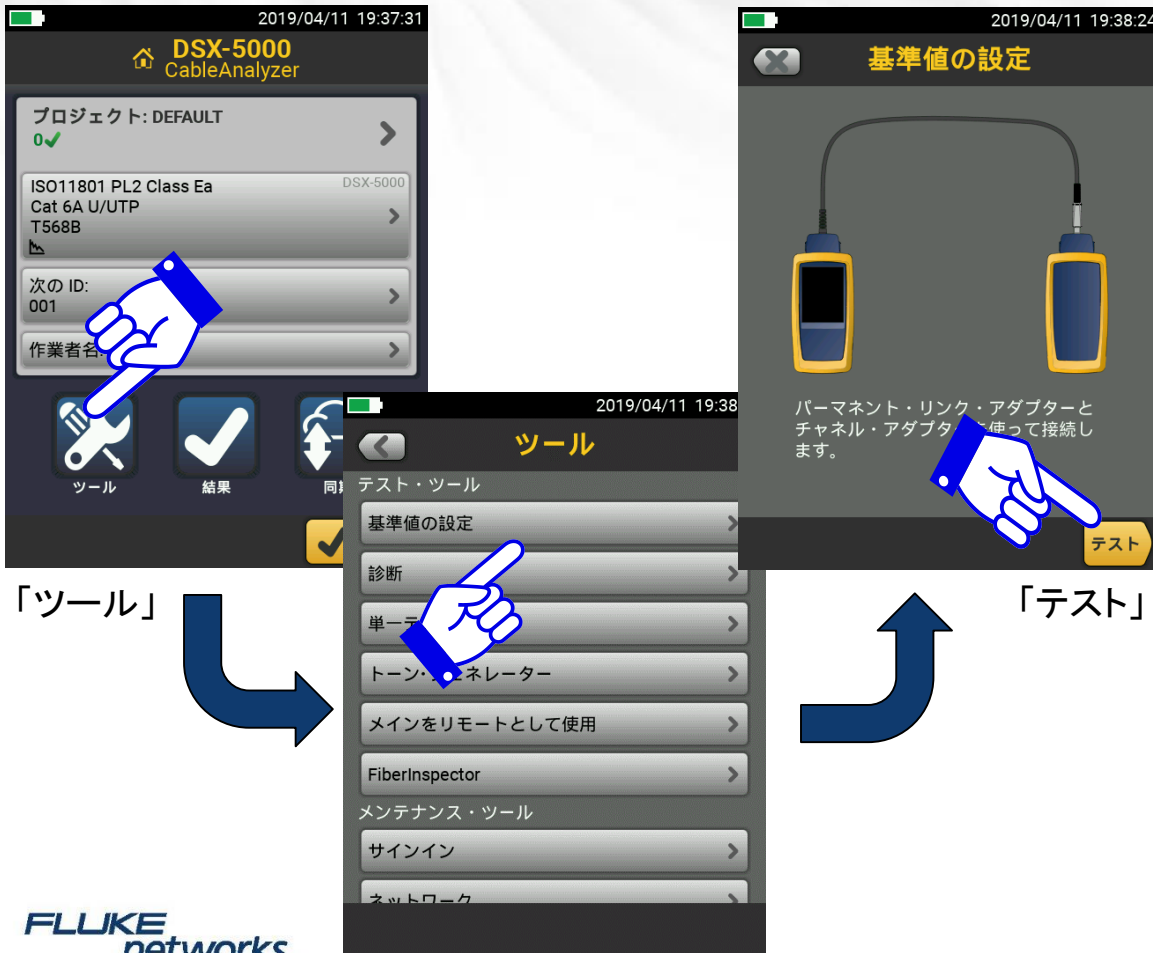 2019/04/11 19:37:31
DSX-5000
CableAnalyzer
プロジェクト: DEFAULT
0
ISO11801 PL2 Class Ea
DSX-5000
Cat 6A U/UTP
T568B
次の ID:
001
作業者名
ツール
結果
「ツール」
2019/04/11 19:38
ツール
テスト・ツール
基準値の設定
診断
単一
トーン・ ネレーター
メインをリモートとして使用
FiberInspector
メンテナンス・ツール
サインイン
ネットワーク
2019/04/11 19:38:24
基準値の設定
パーマネント・リンク・アダプターと
チャネル・アダプタ 使って接続し
ます。
テスト
「テスト」
FLUKE
networks